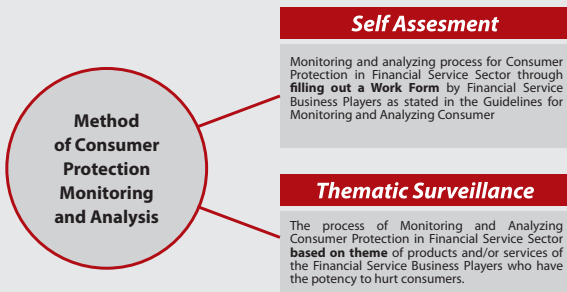 Method
of Consumer
Protection
Monitoring
and Analysis
Self Assesment
Monitoring and analyzing process for Consumer
Protection in Financial Service Sector through
filling out a Work Form by Financial Service
Business Players as stated in the Guidelines for
Monitoring and Analyzing Consumer
Thematic Surveillance
The process of Monitoring and Analyzing
Consumer Protection in Financial Service Sector
based on theme of products and/or services of
the Financial Service Business Players who have
the potency to hurt consumers.